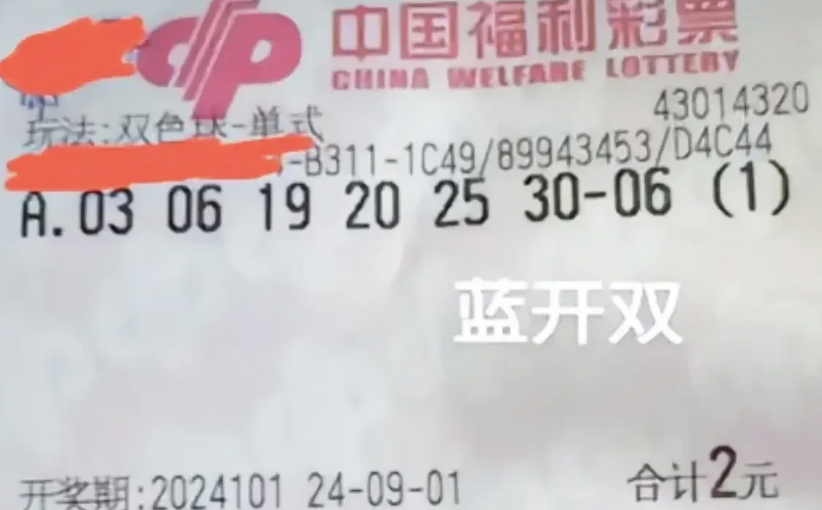 中国福利彩票
CHINA WELFARE LOTTERY
43014320
玩法:双色球-单式
-B311-1C49/89943453/D4C44
A.03 06 19 20 25 30-06 (1)
蓝开双
开奖期:2024101 24-09-01
合计2元